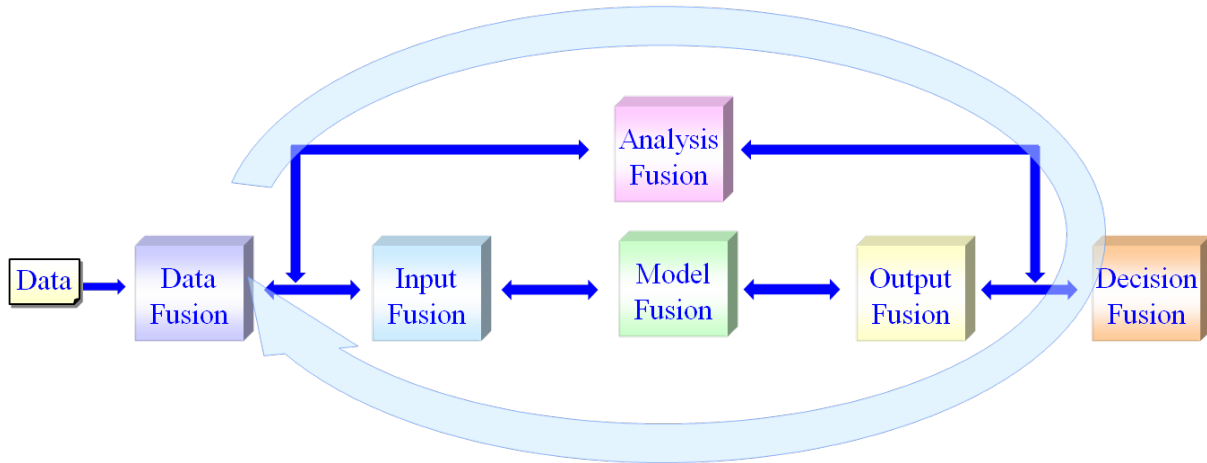 Analysis
Fusion
Data
Data
Fusion
Input
Fusion
Model
Fusion
Output
Fusion
Decision
Fusion